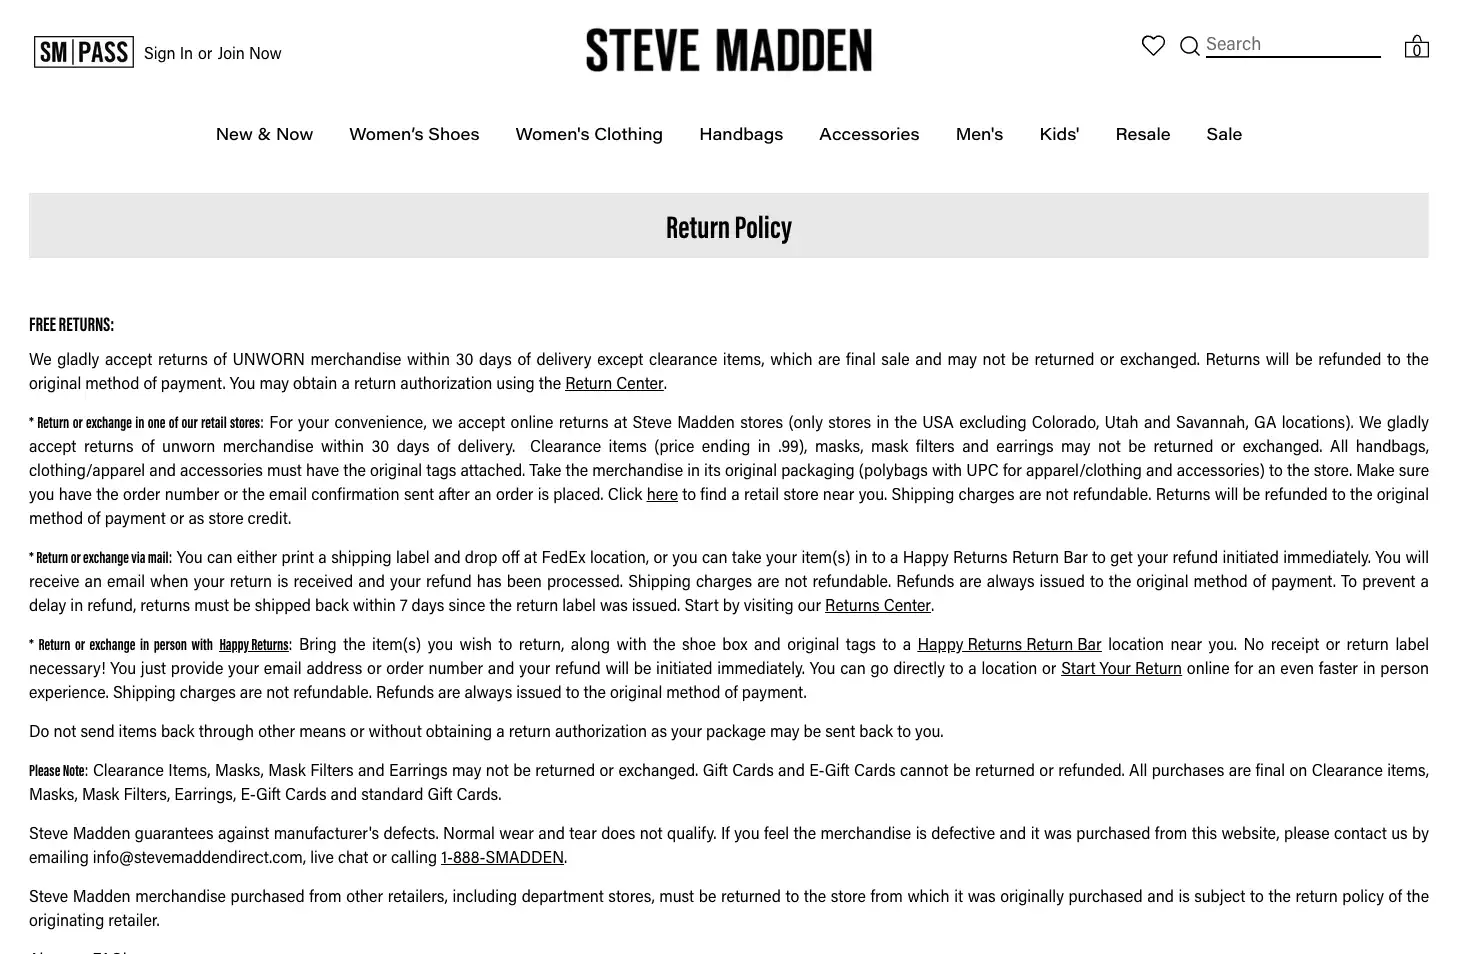 SM|PASS Sign In or Join Now
STEVE MADDEN
Search
0
New & Now Women's Shoes Women's Clothing Handbags Accessories Men's Kids' Resale Sale
Return Policy
FREE RETURNS:
We gladly accept returns of UNWORN merchandise within 30 days of delivery except clearance items, which are final sale and may not be returned or exchanged. Returns will be refunded to the
original method of payment. You may obtain a return authorization using the Return Center.
* Return or exchange in one of our retail stores: For your convenience, we accept online returns at Steve Madden stores (only stores in the USA excluding Colorado, Utah and Savannah, GA locations). We gladly
accept returns of unworn merchandise within 30 days of delivery. Clearance items (price ending in .99), masks, mask filters and earrings may not be returned or exchanged. All handbags,
clothing/apparel and accessories must have the original tags attached. Take the merchandise in its original packaging (polybags with UPC for apparel/clothing and accessories) to the store. Make sure
you have the order number or the email confirmation sent after an order is placed. Click here to find a retail store near you. Shipping charges are not refundable. Returns will be refunded to the original
method of payment or as store credit.
* Return or exchange via mail: You can either print a shipping label and drop off at FedEx location, or you can take your item(s) in to a Happy Returns Return Bar to get your refund initiated immediately. You will
receive an email when your return is received and your refund has been processed. Shipping charges are not refundable. Refunds are always issued to the original method of payment. To prevent a
delay in refund, returns must be shipped back within 7 days since the return label was issued. Start by visiting our Returns Center.
* Return or exchange in person with Happy Returns: Bring the item(s) you wish to return, along with the shoe box and original tags to a Happy Returns Return Bar location near you. No receipt or return label
necessary! You just provide your email address or order number and your refund will be initiated immediately. You can go directly to a location or Start Your Return online for an even faster in person
experience. Shipping charges are not refundable. Refunds are always issued to the original method of payment.
Do not send items back through other means or without obtaining a return authorization as your package may be sent back to you.
Please Note: Clearance Items, Masks, Mask Filters and Earrings may not be returned or exchanged. Gift Cards and E-Gift Cards cannot be returned or refunded. All purchases are final on Clearance items,
Masks, Mask Filters, Earrings, E-Gift Cards and standard Gift Cards.
Steve Madden guarantees against manufacturer's defects. Normal wear and tear does not qualify. If you feel the merchandise is defective and it was purchased from this website, please contact us by
emailing info@stevemaddendirect.com, live chat or calling 1-888-SMADDEN.
Steve Madden merchandise purchased from other retailers, including department stores, must be returned to the store from which it was originally purchased and is subject to the return policy of the
originating retailer.